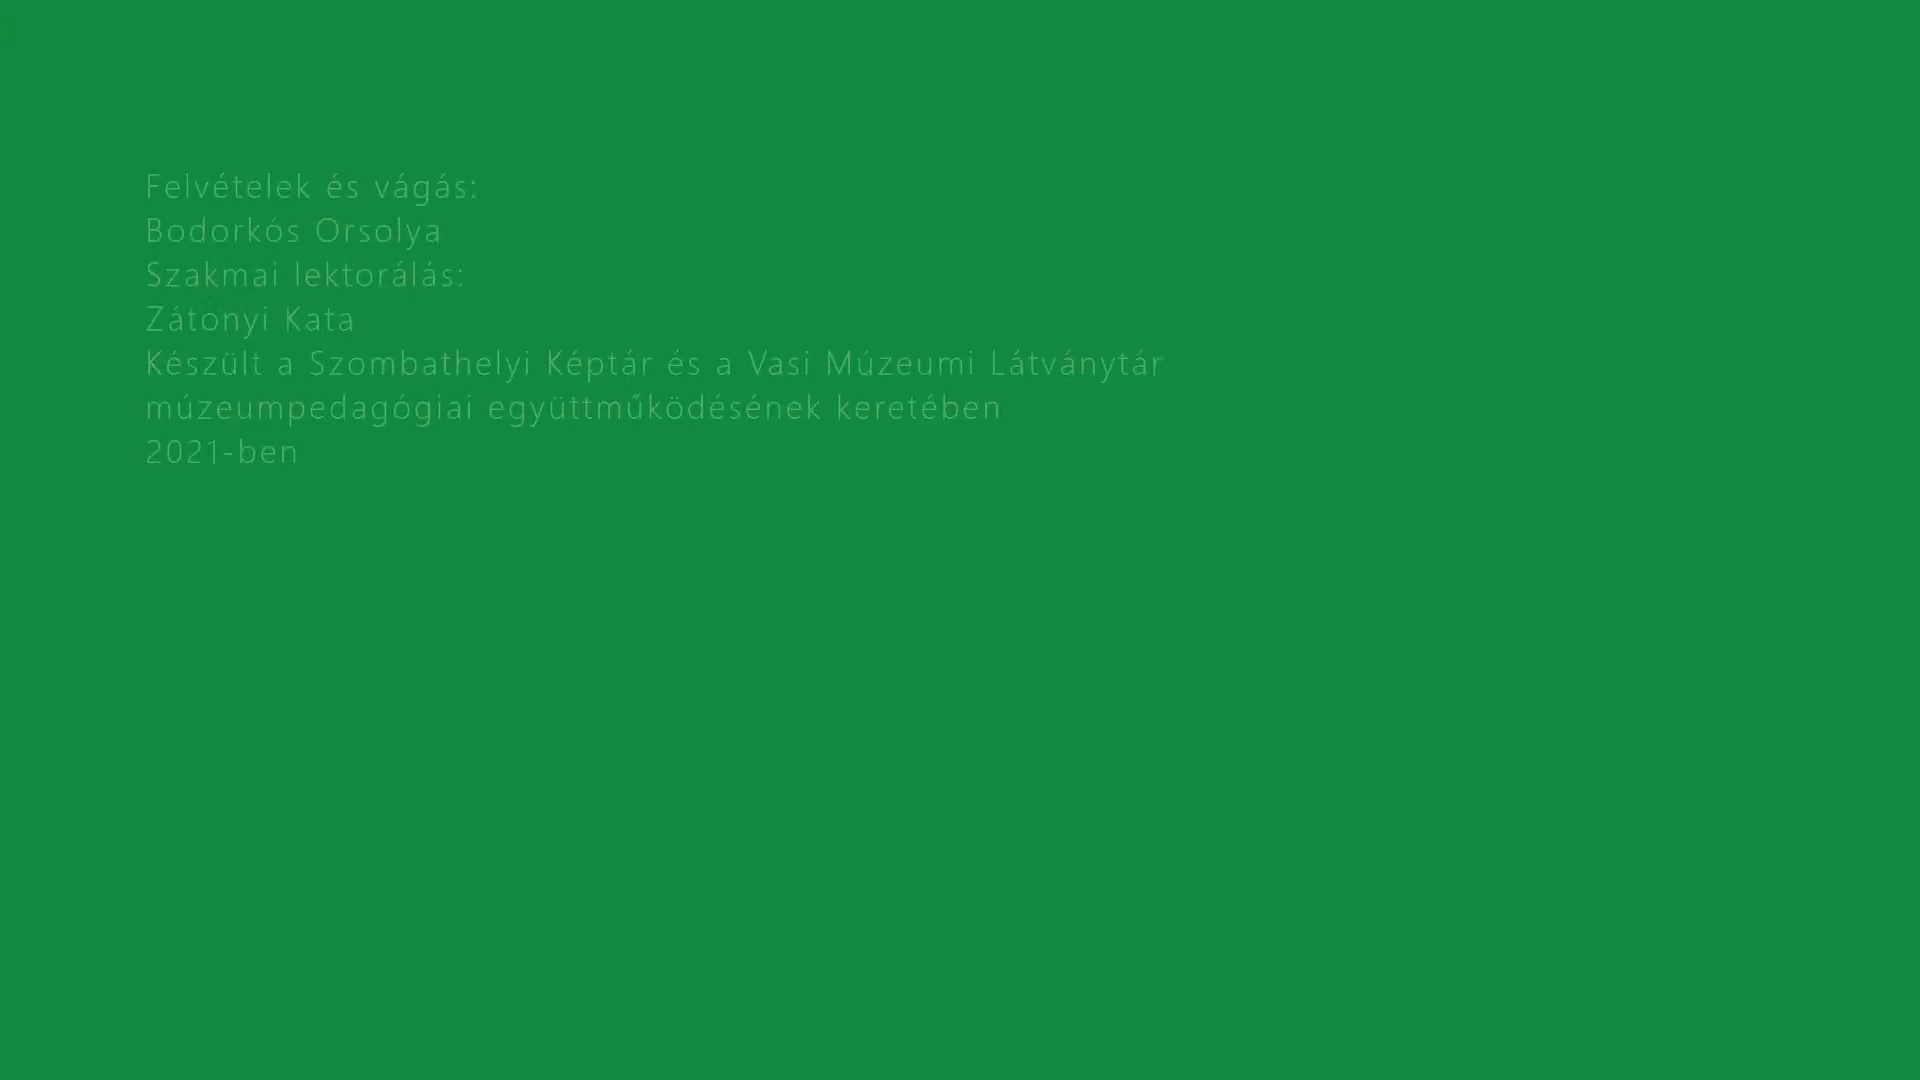 Felvételek és vágás:
Bodorkós Orsolya
Szakmai lektorálás:
Zátonyi Kata
Készült a Szombathelyi Képtár és a Vasi Múzeumi Látványtár
múzeumpedagógiai együttműködésének keretében
2021-ben